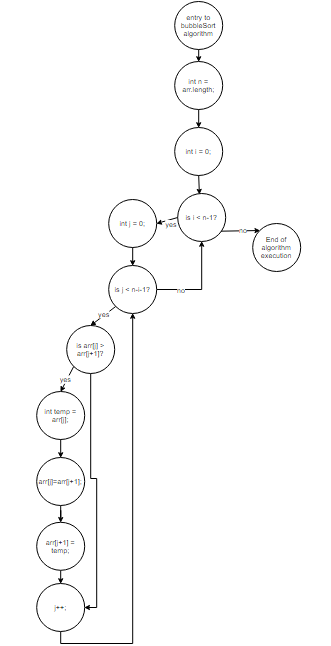 entry to
bubbleSort
algorithm
int n =
arr.length;
int i = 0;
is i < n-1?
yes
int j = 0;
no
End of
algorithm
execution
is j < n-i-1?
no
yes
is arr[j] >
arr[j+1]?
yes
int temp =
arr[j];
arr[j]=arr[j+1];
arr[j+1] =
temp;
j++;